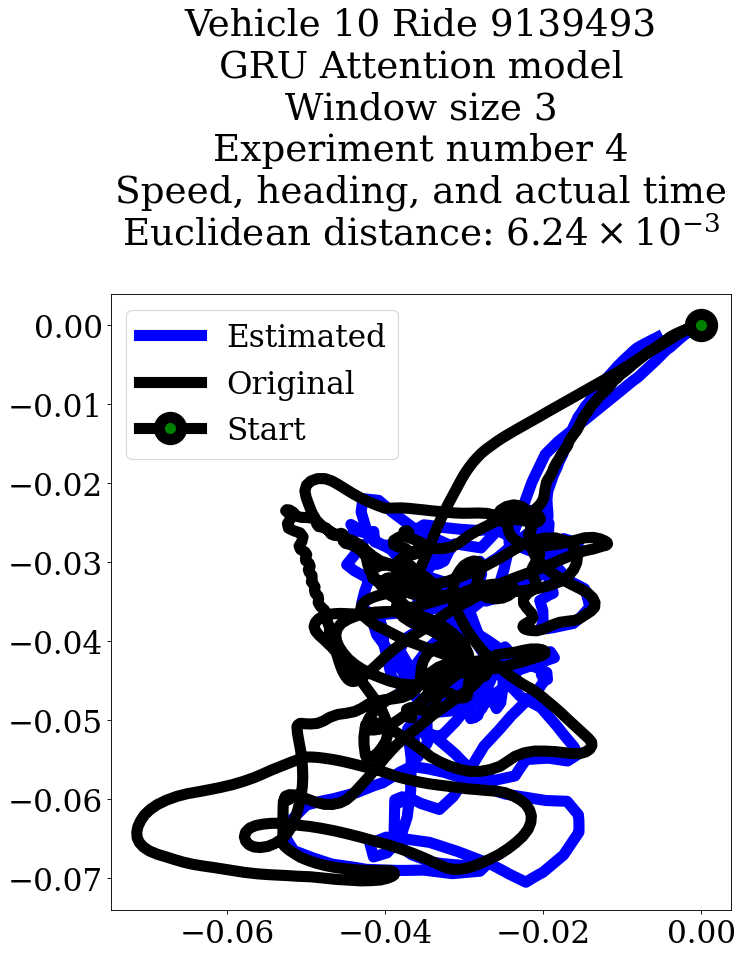 Vehicle 10 Ride 9139493
GRU Attention model
Window size 3
Experiment number 4
Speed, heading, and actual time
Euclidean distance: 6.24 × 10⁻³
Estimated
Original
Start
0.00
−0.01
−0.02
−0.03
−0.04
−0.05
−0.06
−0.07
−0.06
−0.04
−0.02
0.00